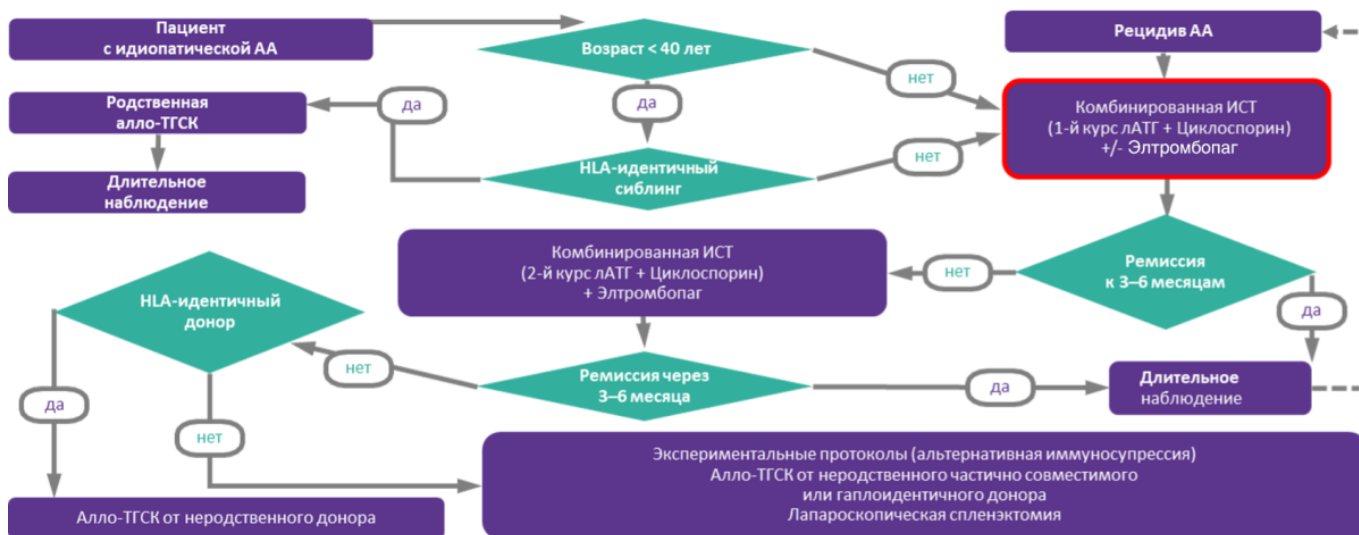 Пациент
с идиопатической АА
Возраст < 40 лет
Рецидив АА
нет
да
да
Родственная
алло-ТГСК
Комбинированная ИСТ
(1-й курс лАТГ + Циклоспорин)
+/- Элтромбопаг
HLA-идентичный
сиблинг
нет
Длительное
наблюдение
Комбинированная ИСТ
(2-й курс лАТГ + Циклоспорин)
+ Элтромбопаг
нет
Ремиссия
к 3–6 месяцам
да
HLA-идентичный
донор
нет
Ремиссия через
3–6 месяца
да
Длительное
наблюдение
да
нет
Экспериментальные протоколы (альтернативная иммуносупрессия)
Алло-ТГСК от неродственного частично совместимого
или гаплоидентичного донора
Лапароскопическая спленэктомия
Алло-ТГСК от неродственного донора